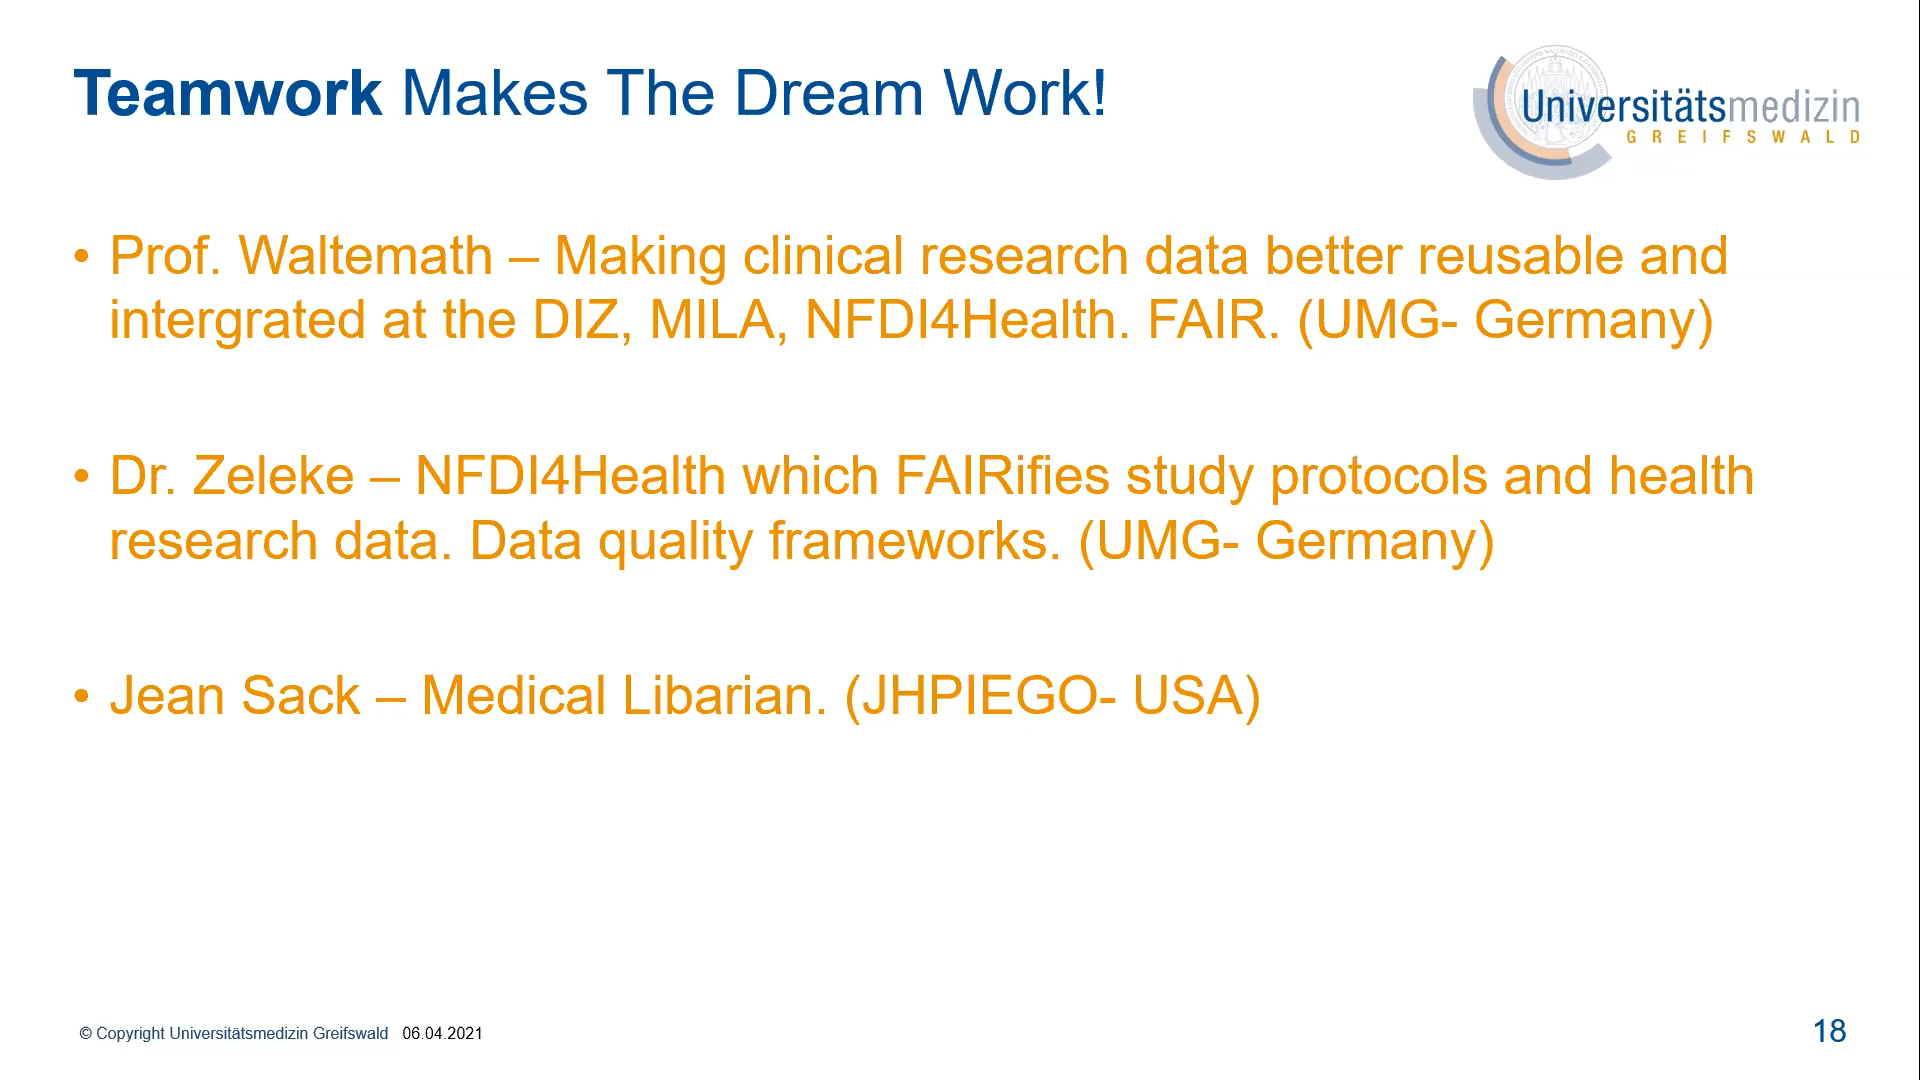 Teamwork Makes The Dream Work!
Universitätsmedizin
GREIFSWALD
• Prof. Waltemath – Making clinical research data better reusable and
intergrated at the DIZ, MILA, NFDI4Health. FAIR. (UMG- Germany)
• Dr. Zeleke – NFDI4Health which FAIRifies study protocols and health
research data. Data quality frameworks. (UMG- Germany)
• Jean Sack – Medical Libarian. (JHPIEGO- USA)
© Copyright Universitätsmedizin Greifswald 06.04.2021
18